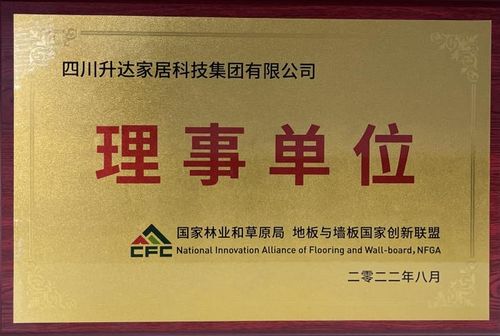 四川升达家居科技集团有限公司
理事单位
CFC
国家林业和草原局 地板与墙板国家创新联盟
National Innovation Alliance of Flooring and Wall-board, NFGA
二零二二年八月